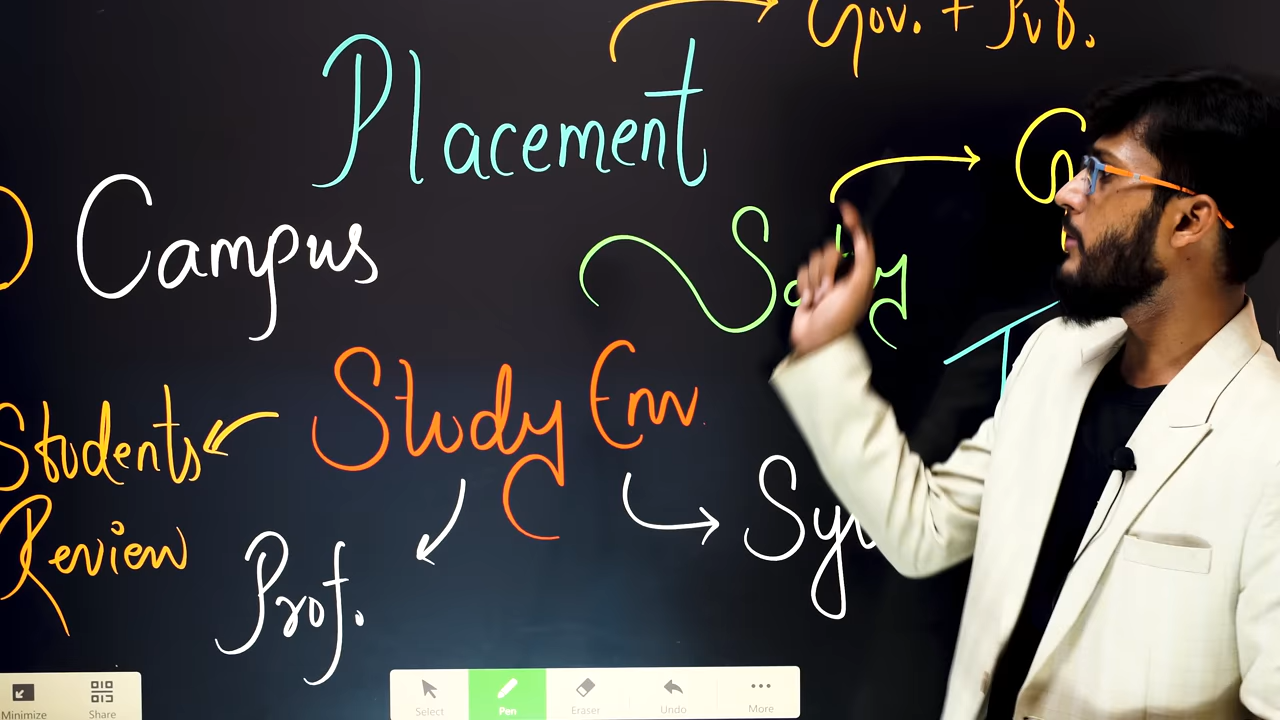 Gov. + Pvt.
Placement
Campus
Study Env.
Students
Review
Prof.
Minimize
Share
Select
Pen
Eraser
Undo
More